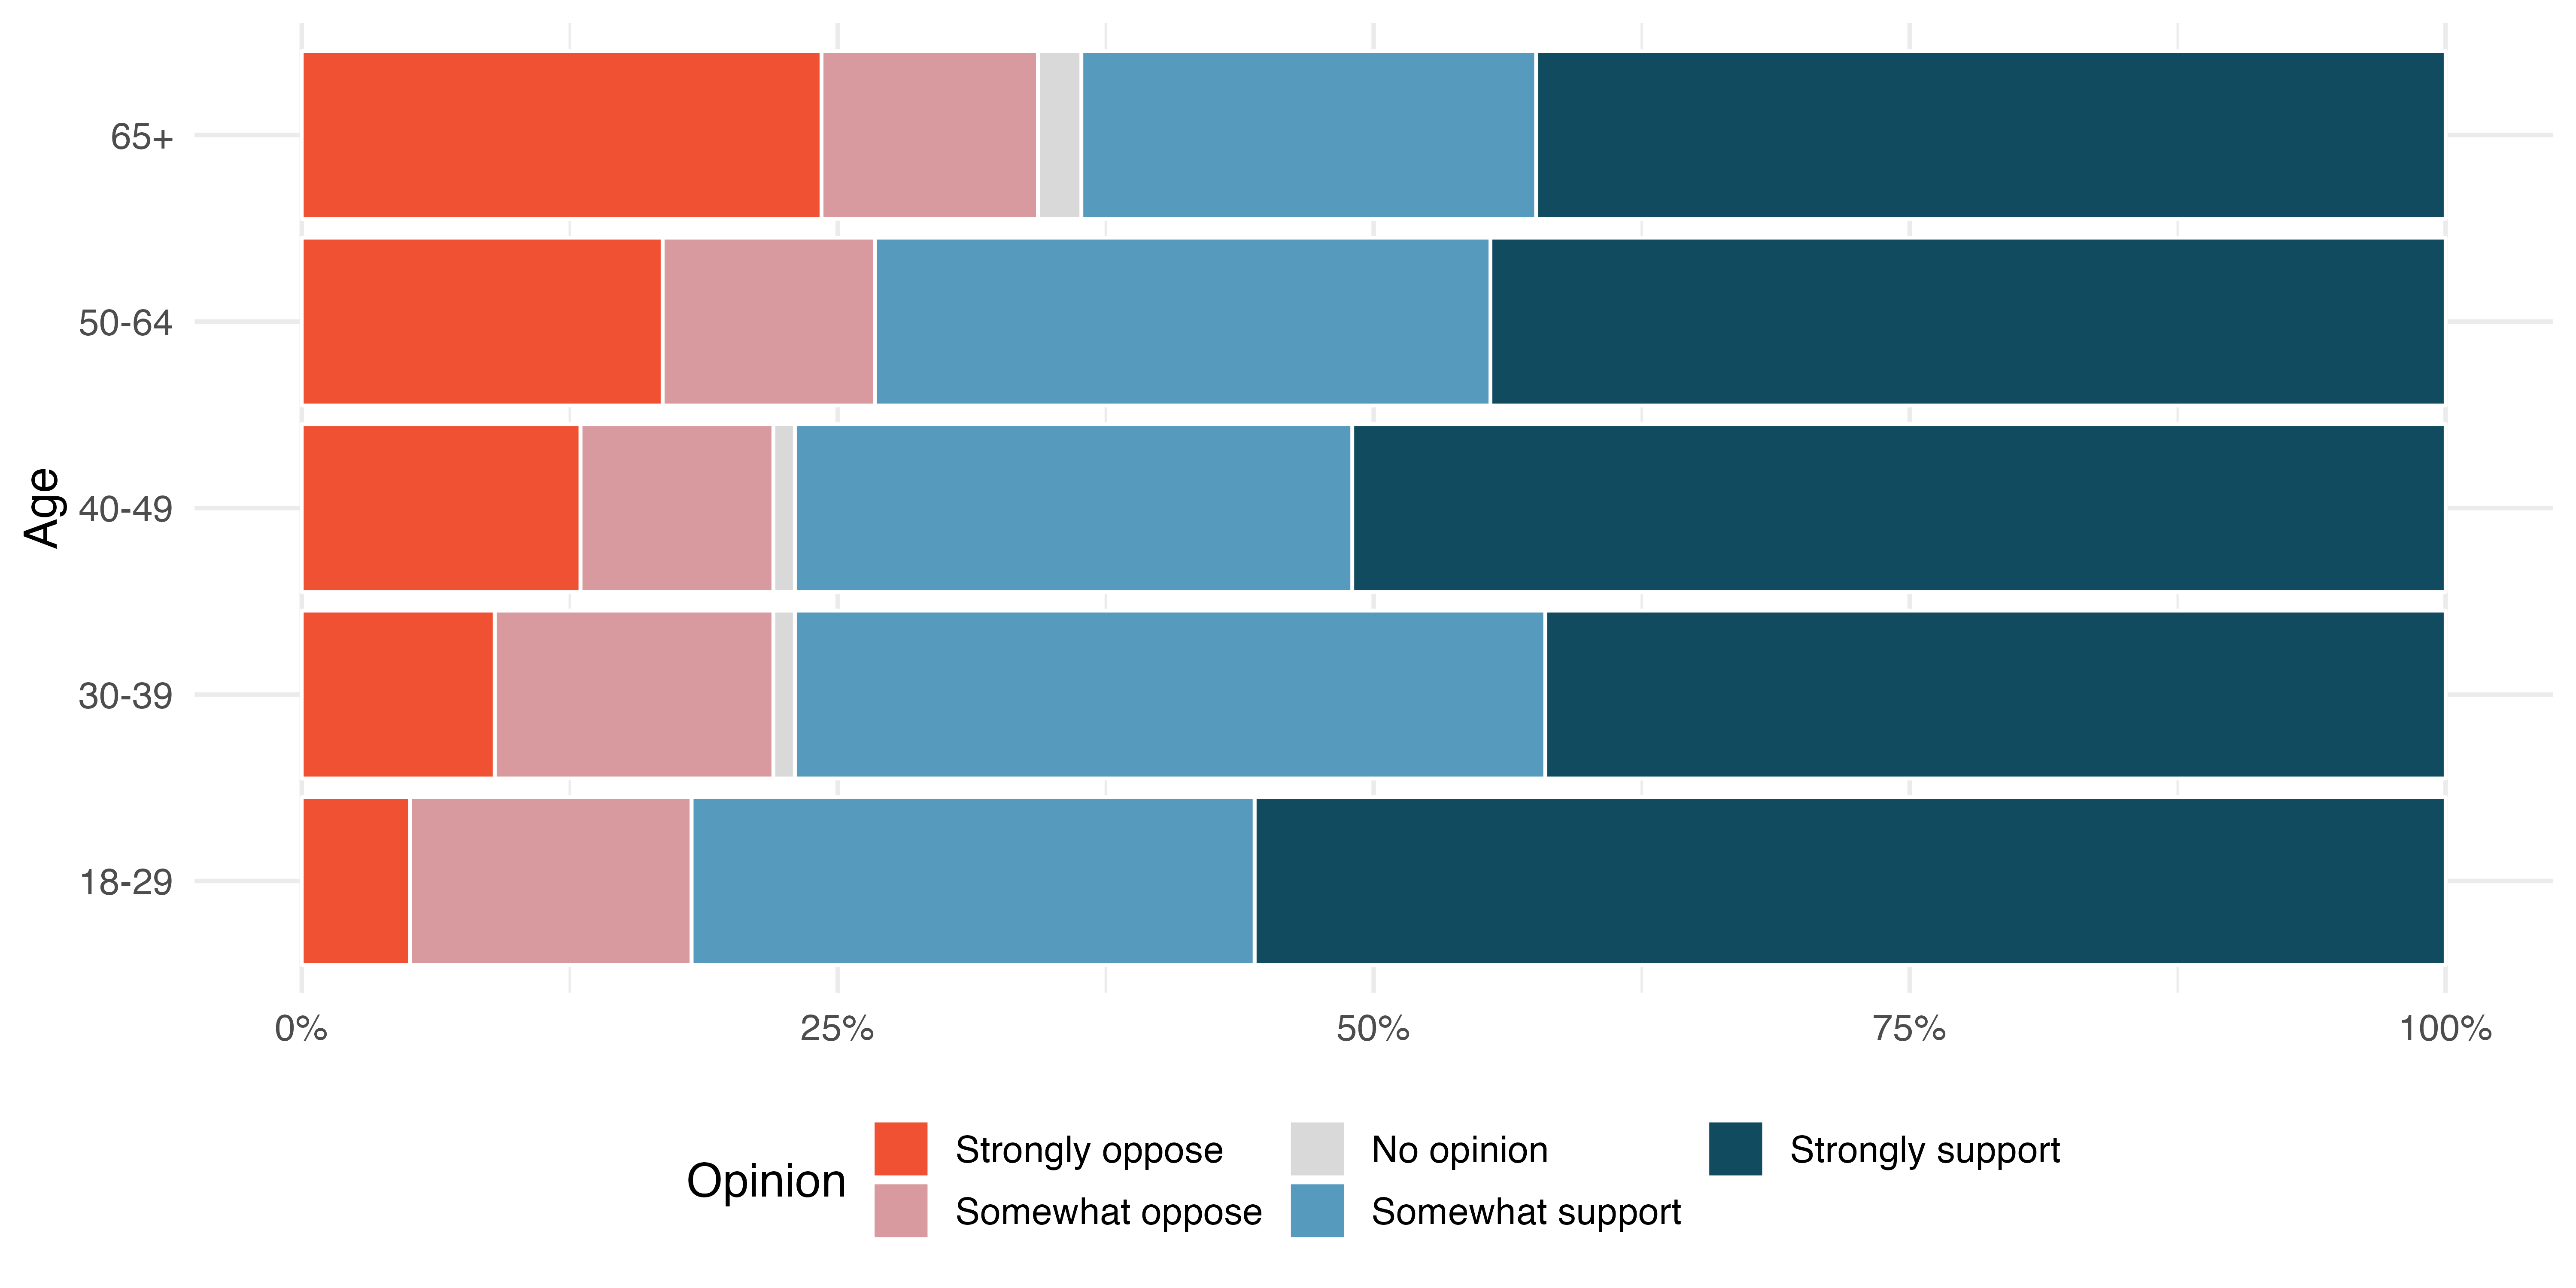 65+
50-64
40-49
30-39
18-29
Age
0% 25% 50% 75% 100%
Opinion
Strongly oppose No opinion Strongly support
Somewhat oppose Somewhat support